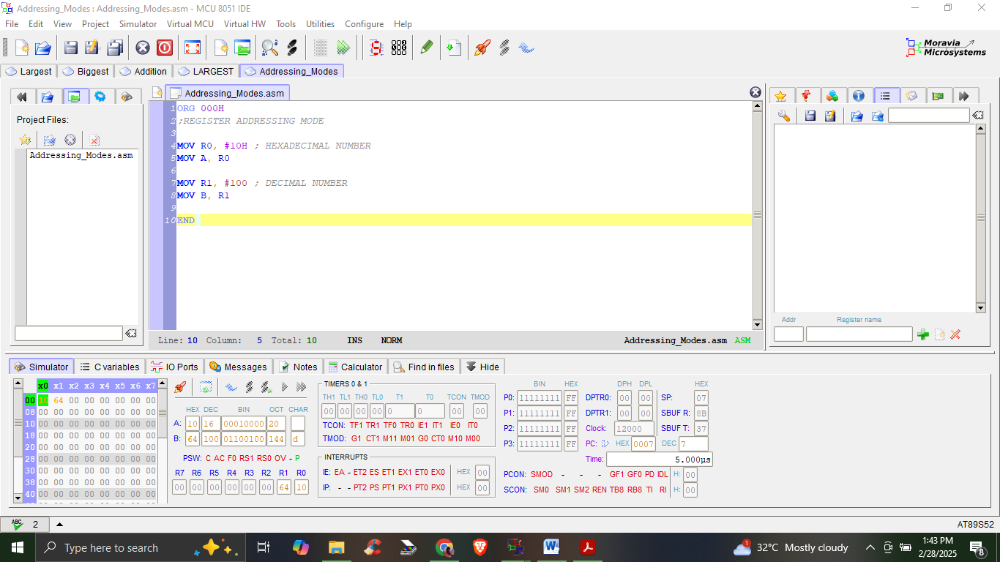 Addressing_Modes : Addressing_Modes.asm - MCU 8051 IDE
File Edit View Project Simulator Virtual MCU Virtual HW Tools Utilities Configure Help
Moravia
Microsystems
Largest Biggest Addition LARGEST Addressing_Modes
Addressing_Modes.asm
Project Files:
Addressing_Modes.asm
1 ORG 000H
2 ;REGISTER ADDRESSING MODE
3
4 MOV R0, #10H ; HEXADECIMAL NUMBER
5 MOV A, R0
6
7 MOV R1, #100 ; DECIMAL NUMBER
8 MOV B, R1
9
10 END
Addr Register name
Line: 10 Column: 5 Total: 10 INS NORM Addressing_Modes.asm ASM
Simulator C variables IO Ports Messages Notes Calculator Find in files Hide
x0 x1 x2 x3 x4 x5 x6 x7
00 10 64 00 00 00 00 00 00
08 00 00 00 00 00 00 00 00
10 00 00 00 00 00 00 00 00
18 00 00 00 00 00 00 00 00
20 00 00 00 00 00 00 00 00
28 00 00 00 00 00 00 00 00
30 00 00 00 00 00 00 00 00
38 00 00 00 00 00 00 00 00
40 00 00 00 00 00 00 00 00
HEX DEC BIN OCT CHAR
A: 10 16 00010000 20
B: 64 100 01100100 144 d
PSW: C AC F0 RS1 RS0 OV - P
R7 R6 R5 R4 R3 R2 R1 R0
00 00 00 00 00 00 64 10
TIMERS 0 & 1
TH1 TL1 TH0 TL0 T1 T0 TCON TMOD
00 00 00 00 0 0 00 00
TCON: TF1 TR1 TF0 TR0 IE1 IT1 IE0 IT0
TMOD: G1 CT1 M11 M01 G0 CT0 M10 M00
INTERRUPTS
IE: EA - ET2 ES ET1 EX1 ET0 EX0 HEX 00
IP: - - PT2 PS PT1 PX1 PT0 PX0 HEX 00
BIN HEX DPH DPL HEX
P0: 11111111 FF DPTR0: 00 00 SP: 07
P1: 11111111 FF DPTR1: 00 00 SBUF R: 8B
P2: 11111111 FF Clock: 12000 SBUF T: 37
P3: 11111111 FF PC: HEX 0007 DEC 7
Time: 5.000µs
PCON: SMOD - - - GF1 GF0 PD IDL H: 00
SCON: SM0 SM1 SM2 REN TB8 RB8 TI RI H: 00
ABC 2 AT89S52
Type here to search
1
32°C Mostly cloudy
1:43 PM
2/28/2025
8